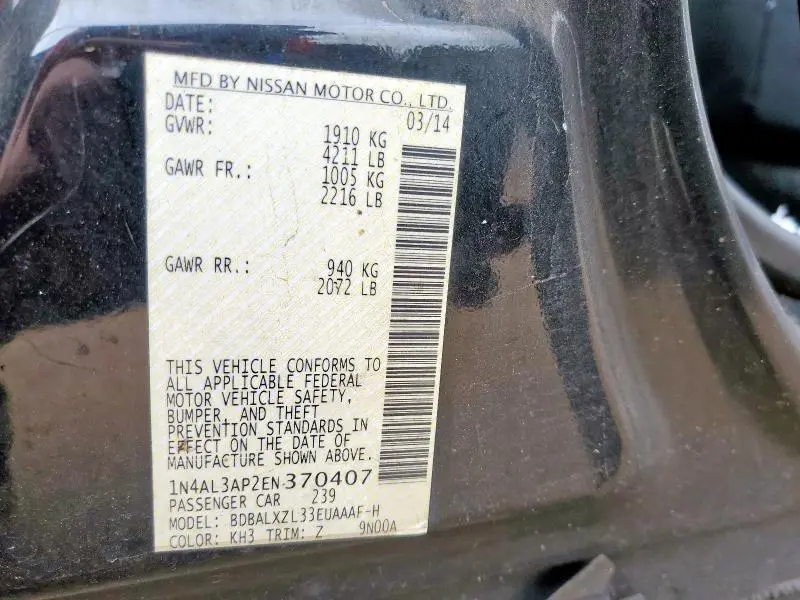 MFD BY NISSAN MOTOR CO., LTD.
DATE: 03/14
GVWR: 1910 KG
4211 LB
GAWR FR.: 1005 KG
2216 LB
GAWR RR.: 940 KG
2072 LB
THIS VEHICLE CONFORMS TO
ALL APPLICABLE FEDERAL
MOTOR VEHICLE SAFETY,
BUMPER, AND THEFT
PREVENTION STANDARDS IN
EFFECT ON THE DATE OF
MANUFACTURE SHOWN ABOVE.
1N4AL3AP2EN370407
PASSENGER CAR 239
MODEL: BDBALXZL33EUAAAF-H
COLOR: KH3 TRIM: Z 9N00A